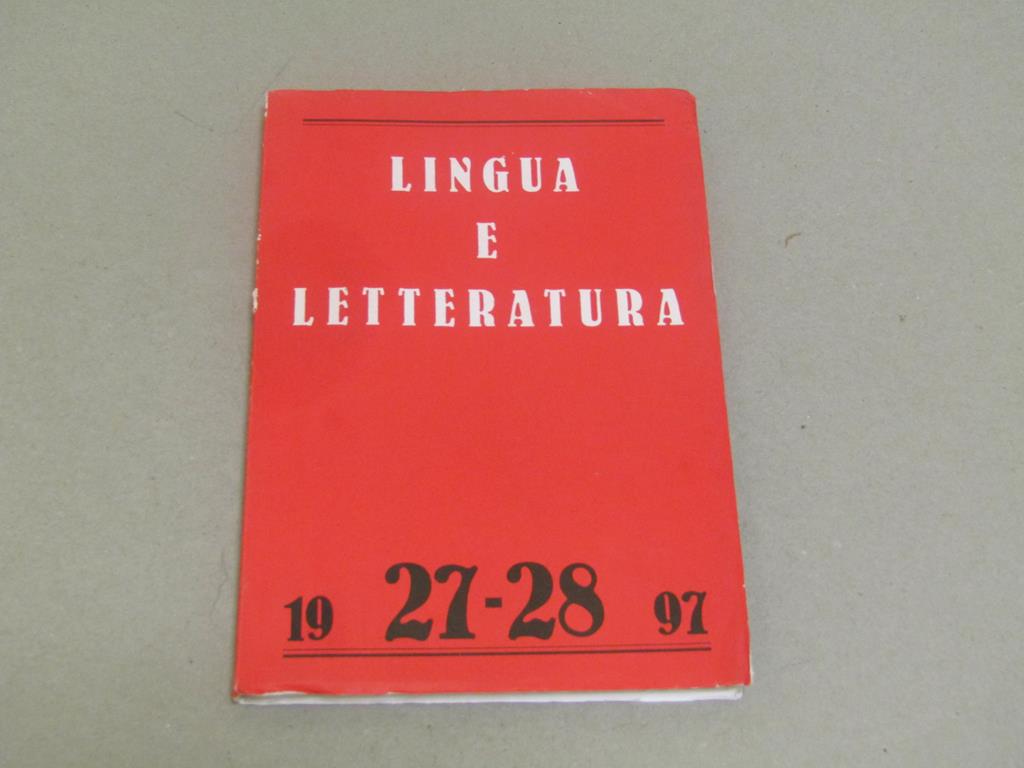 LINGUA
E
LETTERATURA
19 27-28 97